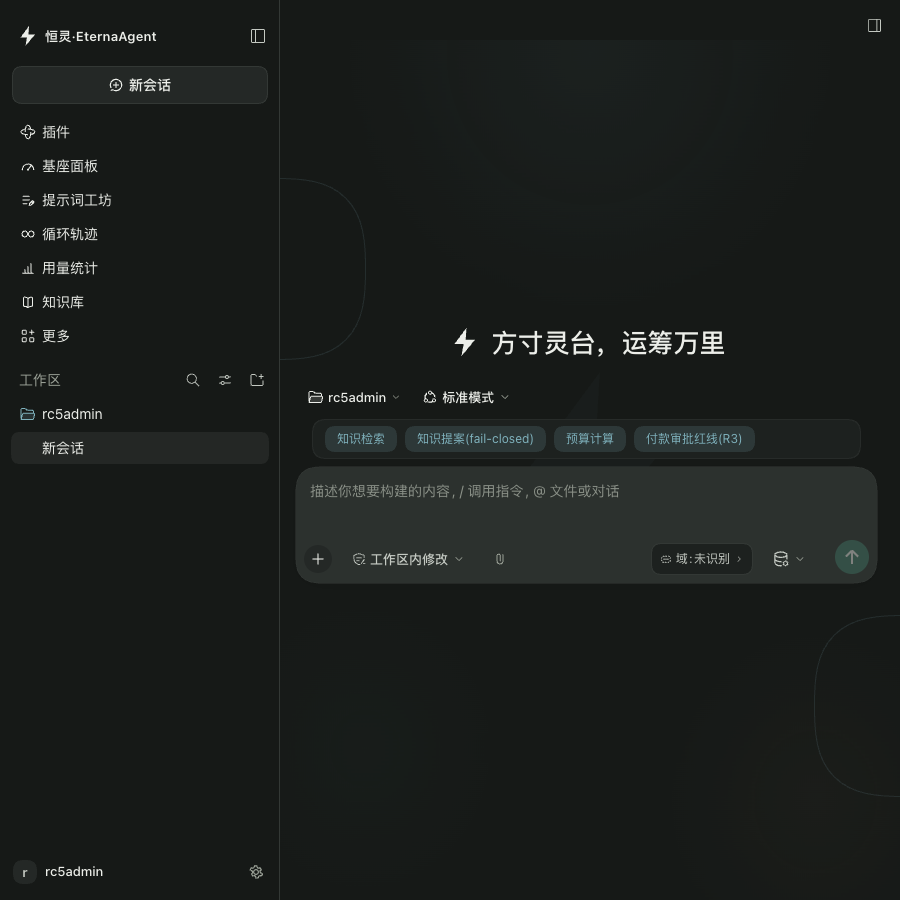 恒灵·EternaAgent
新会话
插件
基座面板
提示词工坊
循环轨迹
用量统计
知识库
更多
工作区
rc5admin
新会话
方寸灵台，运筹万里
rc5admin 标准模式
知识检索 知识提案(fail-closed) 预算计算 付款审批红线(R3)
描述你想要构建的内容, / 调用指令, @ 文件或对话
工作区内修改 域:未识别 ›
r rc5admin